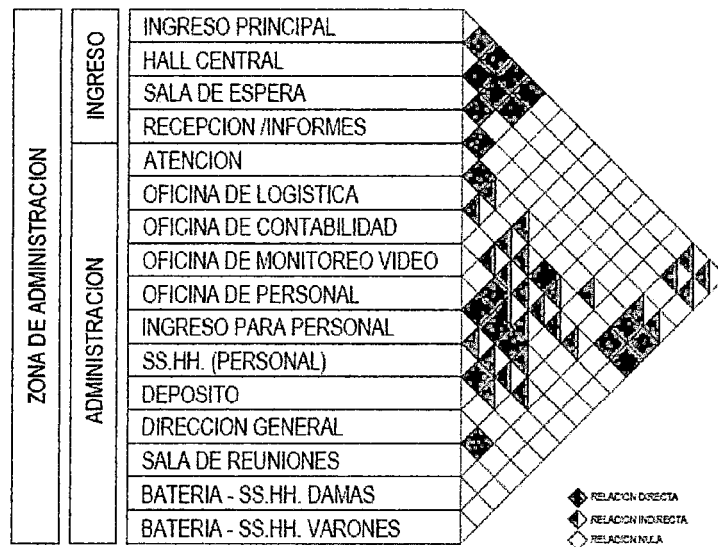 ZONA DE ADMINISTRACION
INGRESO
ADMINISTRACION
INGRESO PRINCIPAL
HALL CENTRAL
SALA DE ESPERA
RECEPCION /INFORMES
ATENCION
OFICINA DE LOGISTICA
OFICINA DE CONTABILIDAD
OFICINA DE MONITOREO VIDEO
OFICINA DE PERSONAL
INGRESO PARA PERSONAL
SS.HH. (PERSONAL)
DEPOSITO
DIRECCION GENERAL
SALA DE REUNIONES
BATERIA - SS.HH. DAMAS
BATERIA - SS.HH. VARONES
RELACION DIRECTA
RELACION INDIRECTA
RELACION NULA